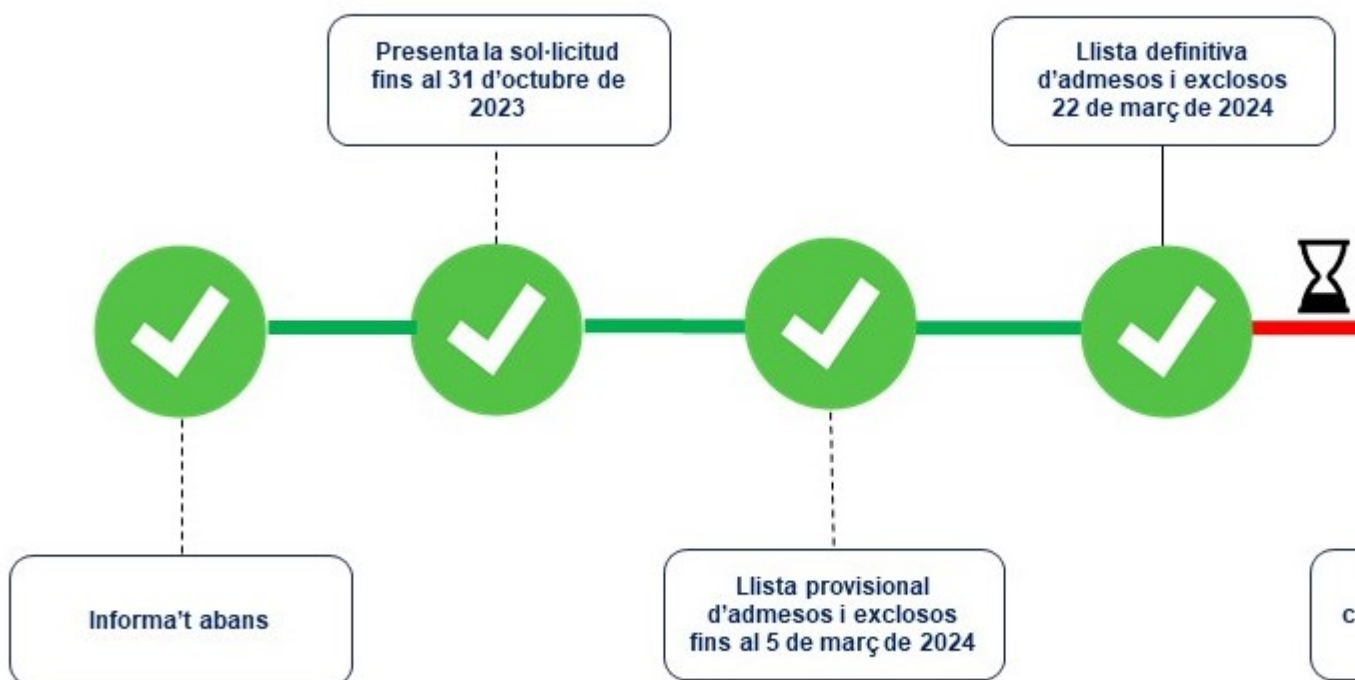 Presenta la sol·licitud
fins al 31 d'octubre de
2023
Llista definitiva
d'admesos i exclosos
22 de març de 2024
Informa't abans
Llista provisional
d'admesos i exclosos
fins al 5 de març de 2024